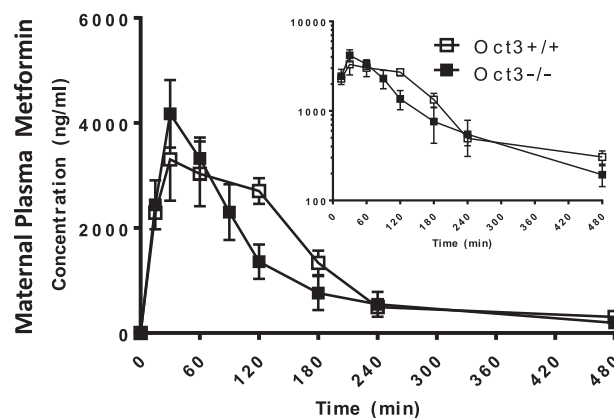 Maternal Plasma Metformin
Concentration (ng/ml)
6000
4000
2000
0
0 60 120 180 240 300 360 420 480
Time (min)
10000
1000
100
0 60 120 180 240 300 360 420 480
Time (min)
Oct3+/+
Oct3-/-